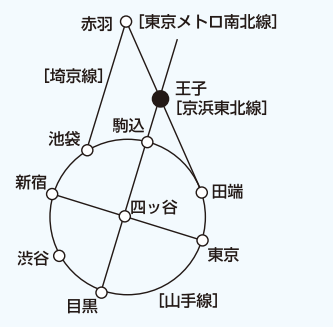 赤羽
[東京メトロ南北線]
[埼京線]
王子
[京浜東北線]
駒込
池袋
新宿
田端
四ッ谷
東京
渋谷
目黒
[山手線]